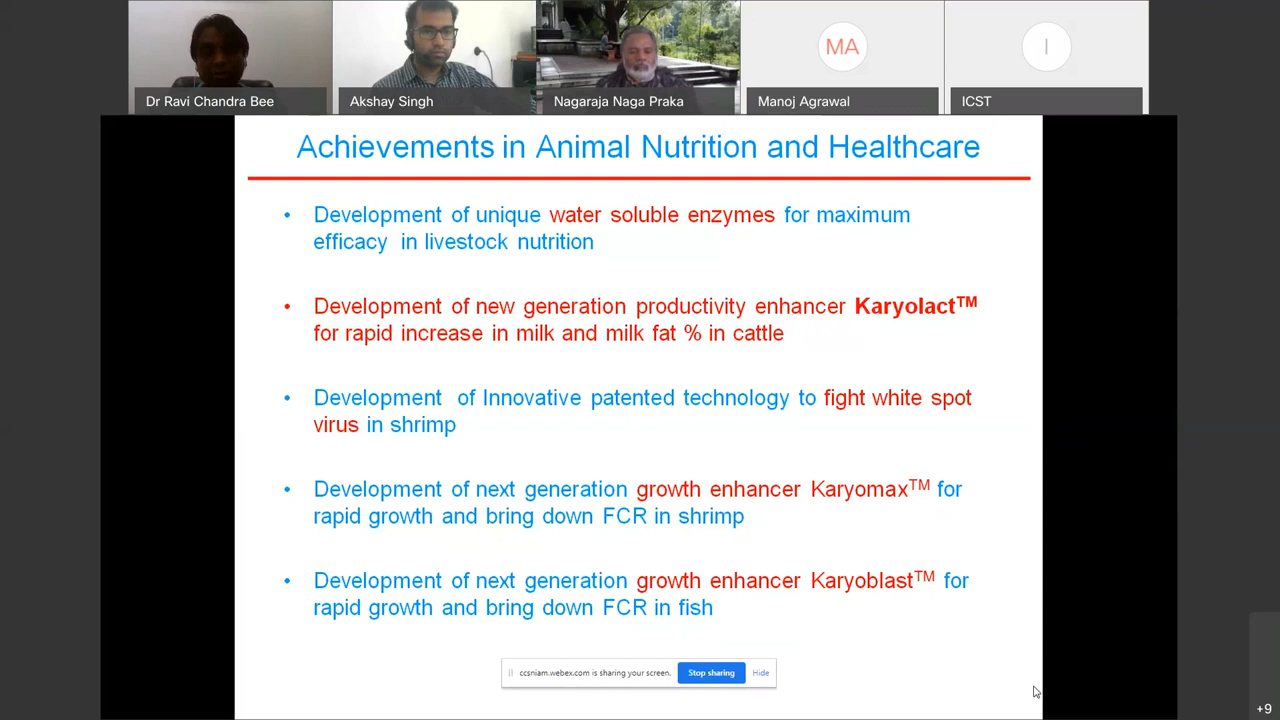 Dr Ravi Chandra Bee
Akshay Singh
Nagaraja Naga Praka
MA
Manoj Agrawal
I
ICST
Achievements in Animal Nutrition and Healthcare
• Development of unique water soluble enzymes for maximum
efficacy in livestock nutrition
• Development of new generation productivity enhancer Karyolact™
for rapid increase in milk and milk fat % in cattle
• Development of Innovative patented technology to fight white spot
virus in shrimp
• Development of next generation growth enhancer Karyomax™ for
rapid growth and bring down FCR in shrimp
• Development of next generation growth enhancer Karyoblast™ for
rapid growth and bring down FCR in fish
ccsniam.webex.com is sharing your screen.
Stop sharing
Hide
+9